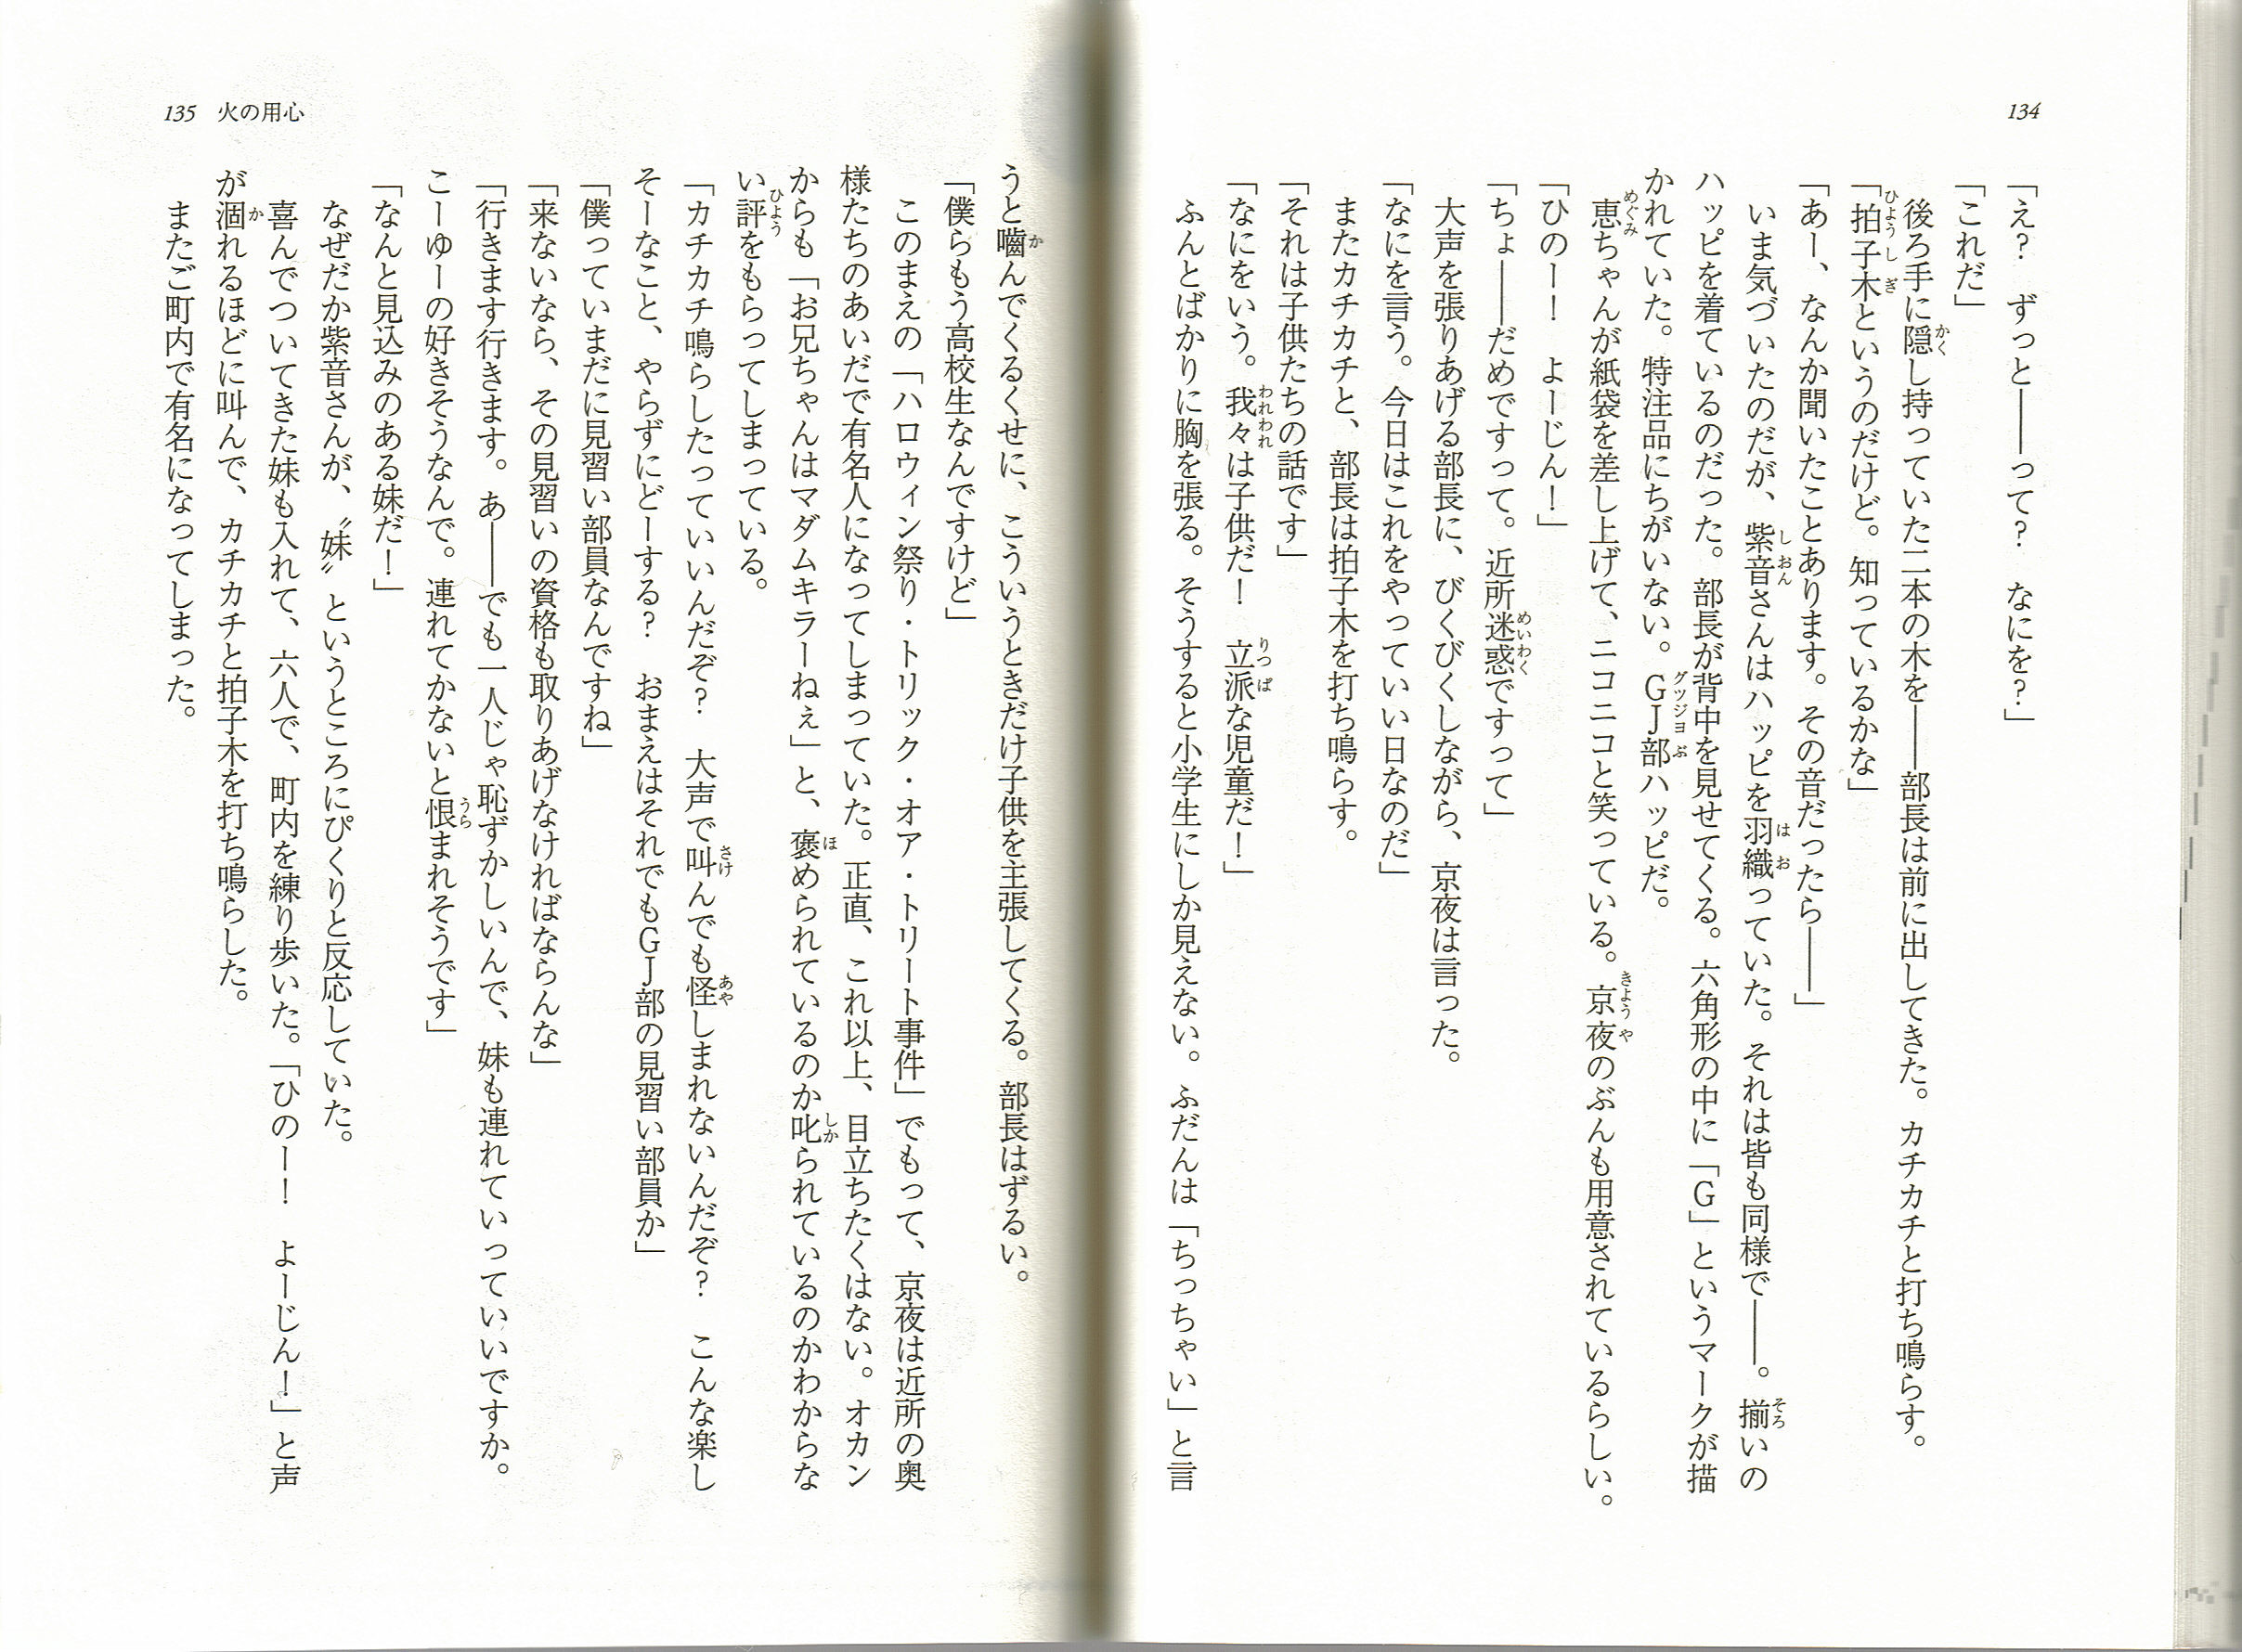 134
「え？　ずっと――って？　なにを？」
「これだ」
　後ろ手に隠し持っていた二本の木を――部長は前に出してきた。カチカチと打ち鳴らす。
「拍子木というのだけど。知っているかな」
「あー、なんか聞いたことあります。その音だったら――」
　いま気づいたのだが、紫音さんはハッピを羽織っていた。それは皆も同様で――。揃いの
ハッピを着ているのだった。部長が背中を見せてくる。六角形の中に「G」というマークが描
かれていた。特注品にちがいない。GJ部ハッピだ。
　恵ちゃんが紙袋を差し上げて、ニコニコと笑っている。京夜のぶんも用意されているらしい。
「ひのー！　よーじん！」
「ちょ――だめですって。近所迷惑ですって」
　大声を張りあげる部長に、びくびくしながら、京夜は言った。
「なにを言う。今日はこれをやっていい日なのだ」
　またカチカチと、部長は拍子木を打ち鳴らす。
「それは子供たちの話です」
「なにをいう。我々は子供だ！　立派な児童だ！」
　ふんとばかりに胸を張る。そうすると小学生にしか見えない。ふだんは「ちっちゃい」と言
135　火の用心
うと嚙んでくるくせに、こういうときだけ子供を主張してくる。部長はずるい。
「僕らもう高校生なんですけど」
　このまえの「ハロウィン祭り・トリック・オア・トリート事件」でもって、京夜は近所の奥
様たちのあいだで有名人になってしまっていた。正直、これ以上、目立ちたくはない。オカン
からも「お兄ちゃんはマダムキラーねぇ」と、褒められているのか叱られているのかわからな
い評をもらってしまっている。
「カチカチ鳴らしたっていいんだぞ？　大声で叫んでも怪しまれないんだぞ？　こんな楽し
そーなこと、やらずにどーする？　おまえはそれでもGJ部の見習い部員か」
「僕っていまだに見習い部員なんですね」
「来ないなら、その見習いの資格も取りあげなければならんな」
「行きます行きます。あ――でも一人じゃ恥ずかしいんで、妹も連れていっていいですか。
こーゆーの好きそうなんで。連れてかないと恨まれそうです」
「なんと見込みのある妹だ！」
　なぜだか紫音さんが、〝妹〟というところにぴくりと反応していた。
　喜んでついてきた妹も入れて、六人で、町内を練り歩いた。「ひのー！　よーじん！」と声
が涸れるほどに叫んで、カチカチと拍子木を打ち鳴らした。
　またご町内で有名になってしまった。